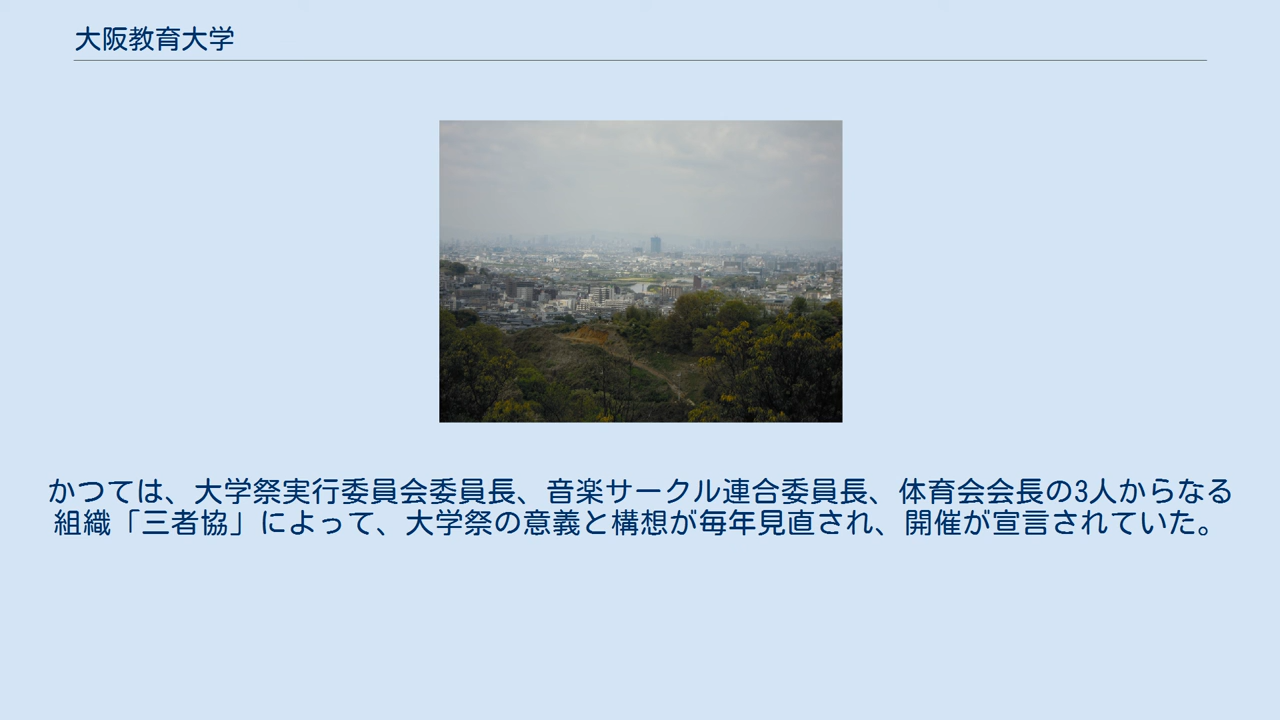 大阪教育大学
かつては、大学祭実行委員会委員長、音楽サークル連合委員長、体育会会長の3人からなる
組織「三者協」によって、大学祭の意義と構想が毎年見直され、開催が宣言されていた。